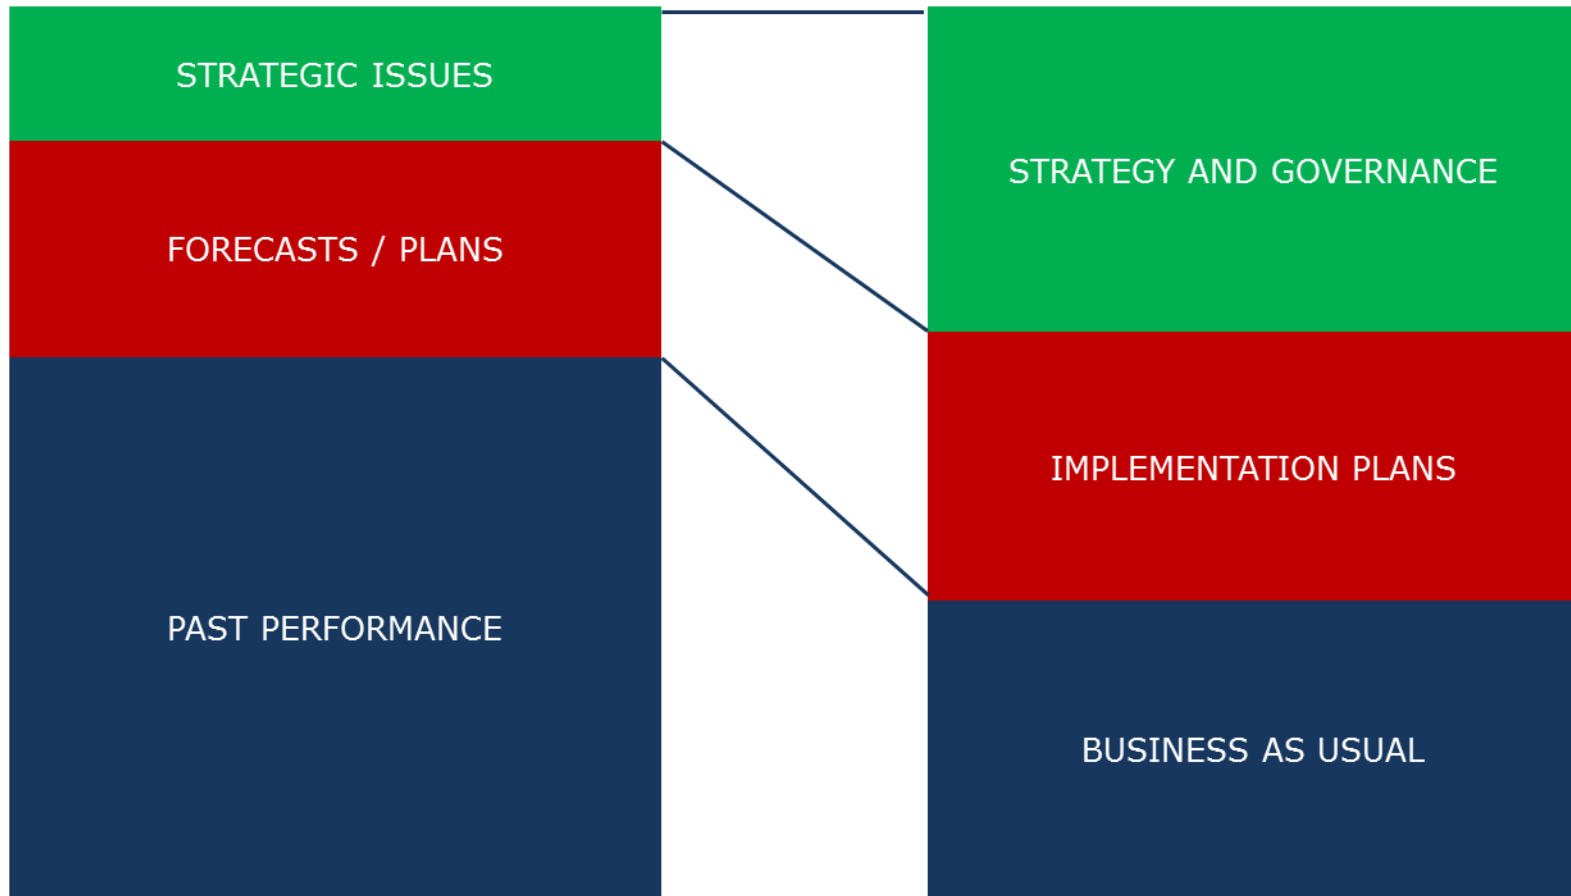 STRATEGIC ISSUES
FORECASTS / PLANS
PAST PERFORMANCE
STRATEGY AND GOVERNANCE
IMPLEMENTATION PLANS
BUSINESS AS USUAL